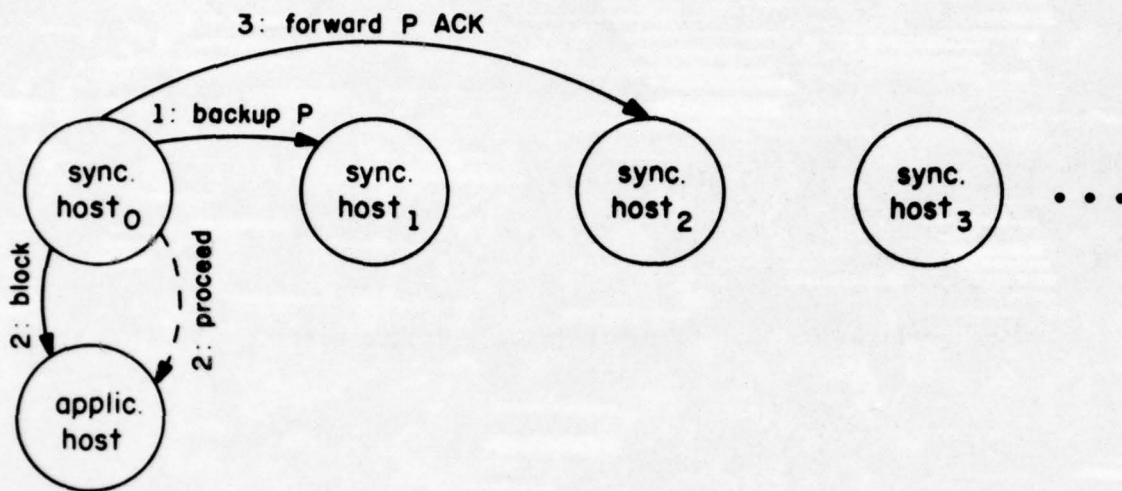 3: forward P ACK
1: backup P
sync.
host0
sync.
host1
sync.
host2
sync.
host3
. . .
2: block
2: proceed
applic.
host